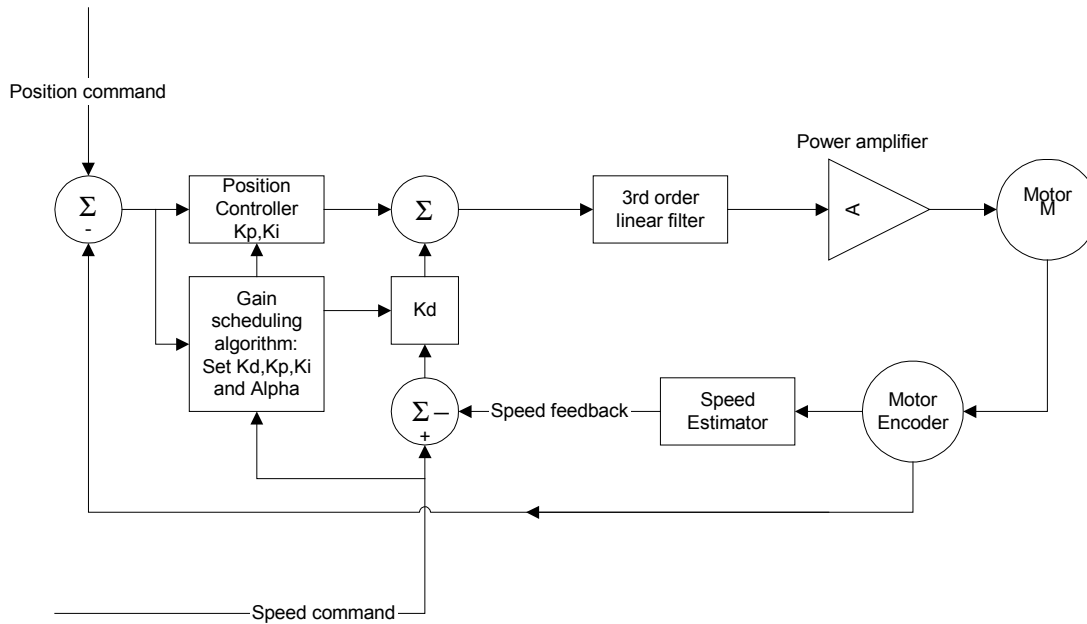 Position command
Power amplifier
Σ
-
Position
Controller
Kp,Ki
Σ
3rd order
linear filter
A
Motor
M
Gain
scheduling
algorithm:
Set Kd,Kp,Ki
and Alpha
Kd
Σ
–
+
Speed feedback
Speed
Estimator
Motor
Encoder
Speed command